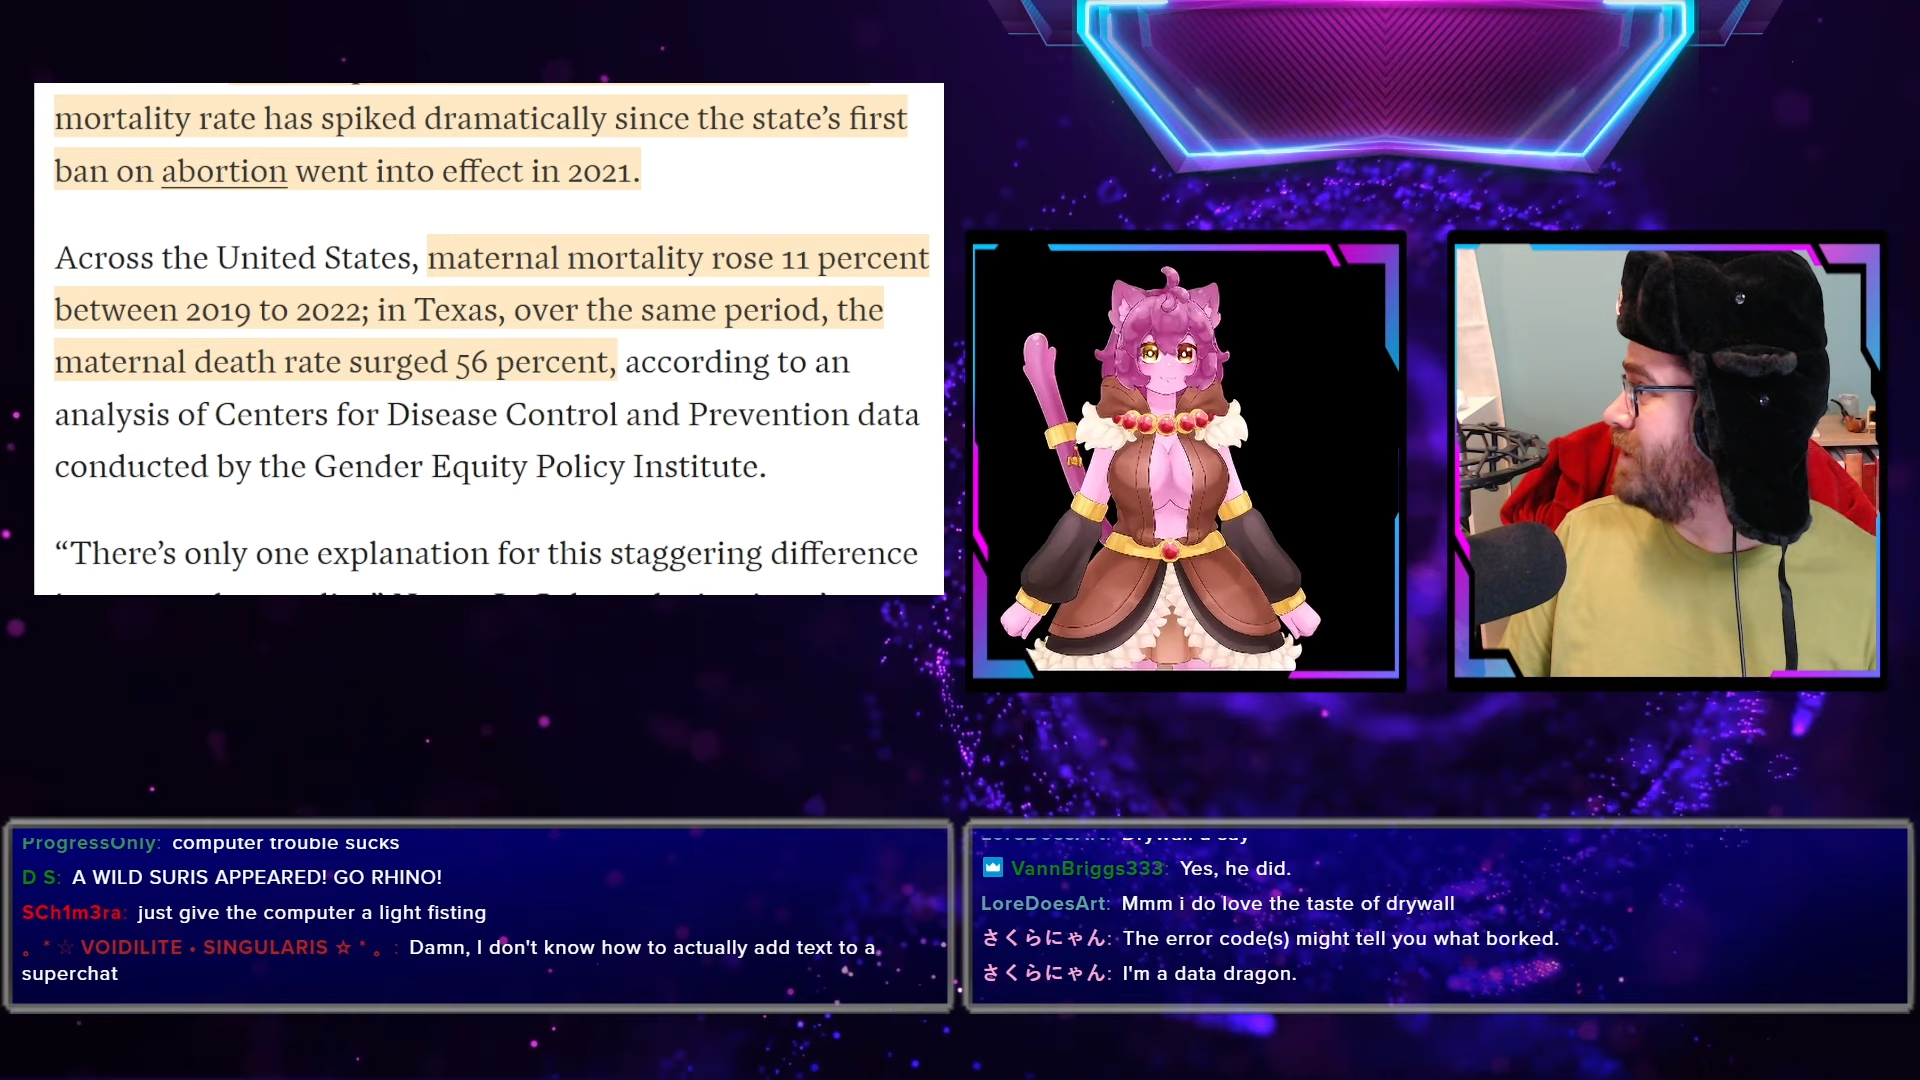 mortality rate has spiked dramatically since the state’s first
ban on abortion went into effect in 2021.
Across the United States, maternal mortality rose 11 percent
between 2019 to 2022; in Texas, over the same period, the
maternal death rate surged 56 percent, according to an
analysis of Centers for Disease Control and Prevention data
conducted by the Gender Equity Policy Institute.
“There’s only one explanation for this staggering difference
ProgressOnly: computer trouble sucks
D S: A WILD SURIS APPEARED! GO RHINO!
SCh1m3ra: just give the computer a light fisting
。*☆ VOIDILITE • SINGULARIS ☆*。: Damn, I don't know how to actually add text to a
superchat
LoreDoesArt: Drywall a day
VannBriggs333: Yes, he did.
LoreDoesArt: Mmm i do love the taste of drywall
さくらにゃん: The error code(s) might tell you what borked.
さくらにゃん: I'm a data dragon.